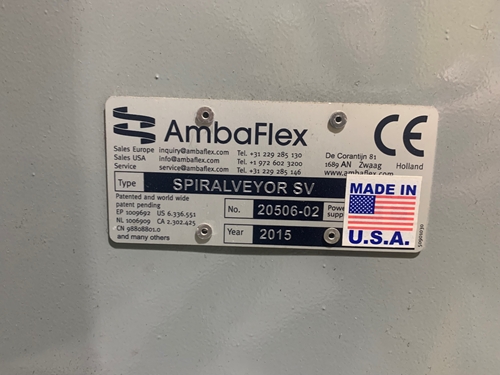 AmbaFlex
CE
Sales Europe inquiry@ambaflex.com Tel. +31 229 285 130
Sales USA info@ambaflex.com Tel. +1 972 602 3200
Service service@ambaflex.com Tel. +31 229 285 146
De Corantijn 81
1689 AN Zwaag Holland
www.ambaflex.com
Type SPIRALVEYOR SV
Patented and world wide
patent pending
EP 1009692 US 6.336.551
NL 1006909 CA 2.302.425
CN 98808801.0
and many others
No. 20506-02
Year 2015
MADE IN
U.S.A.